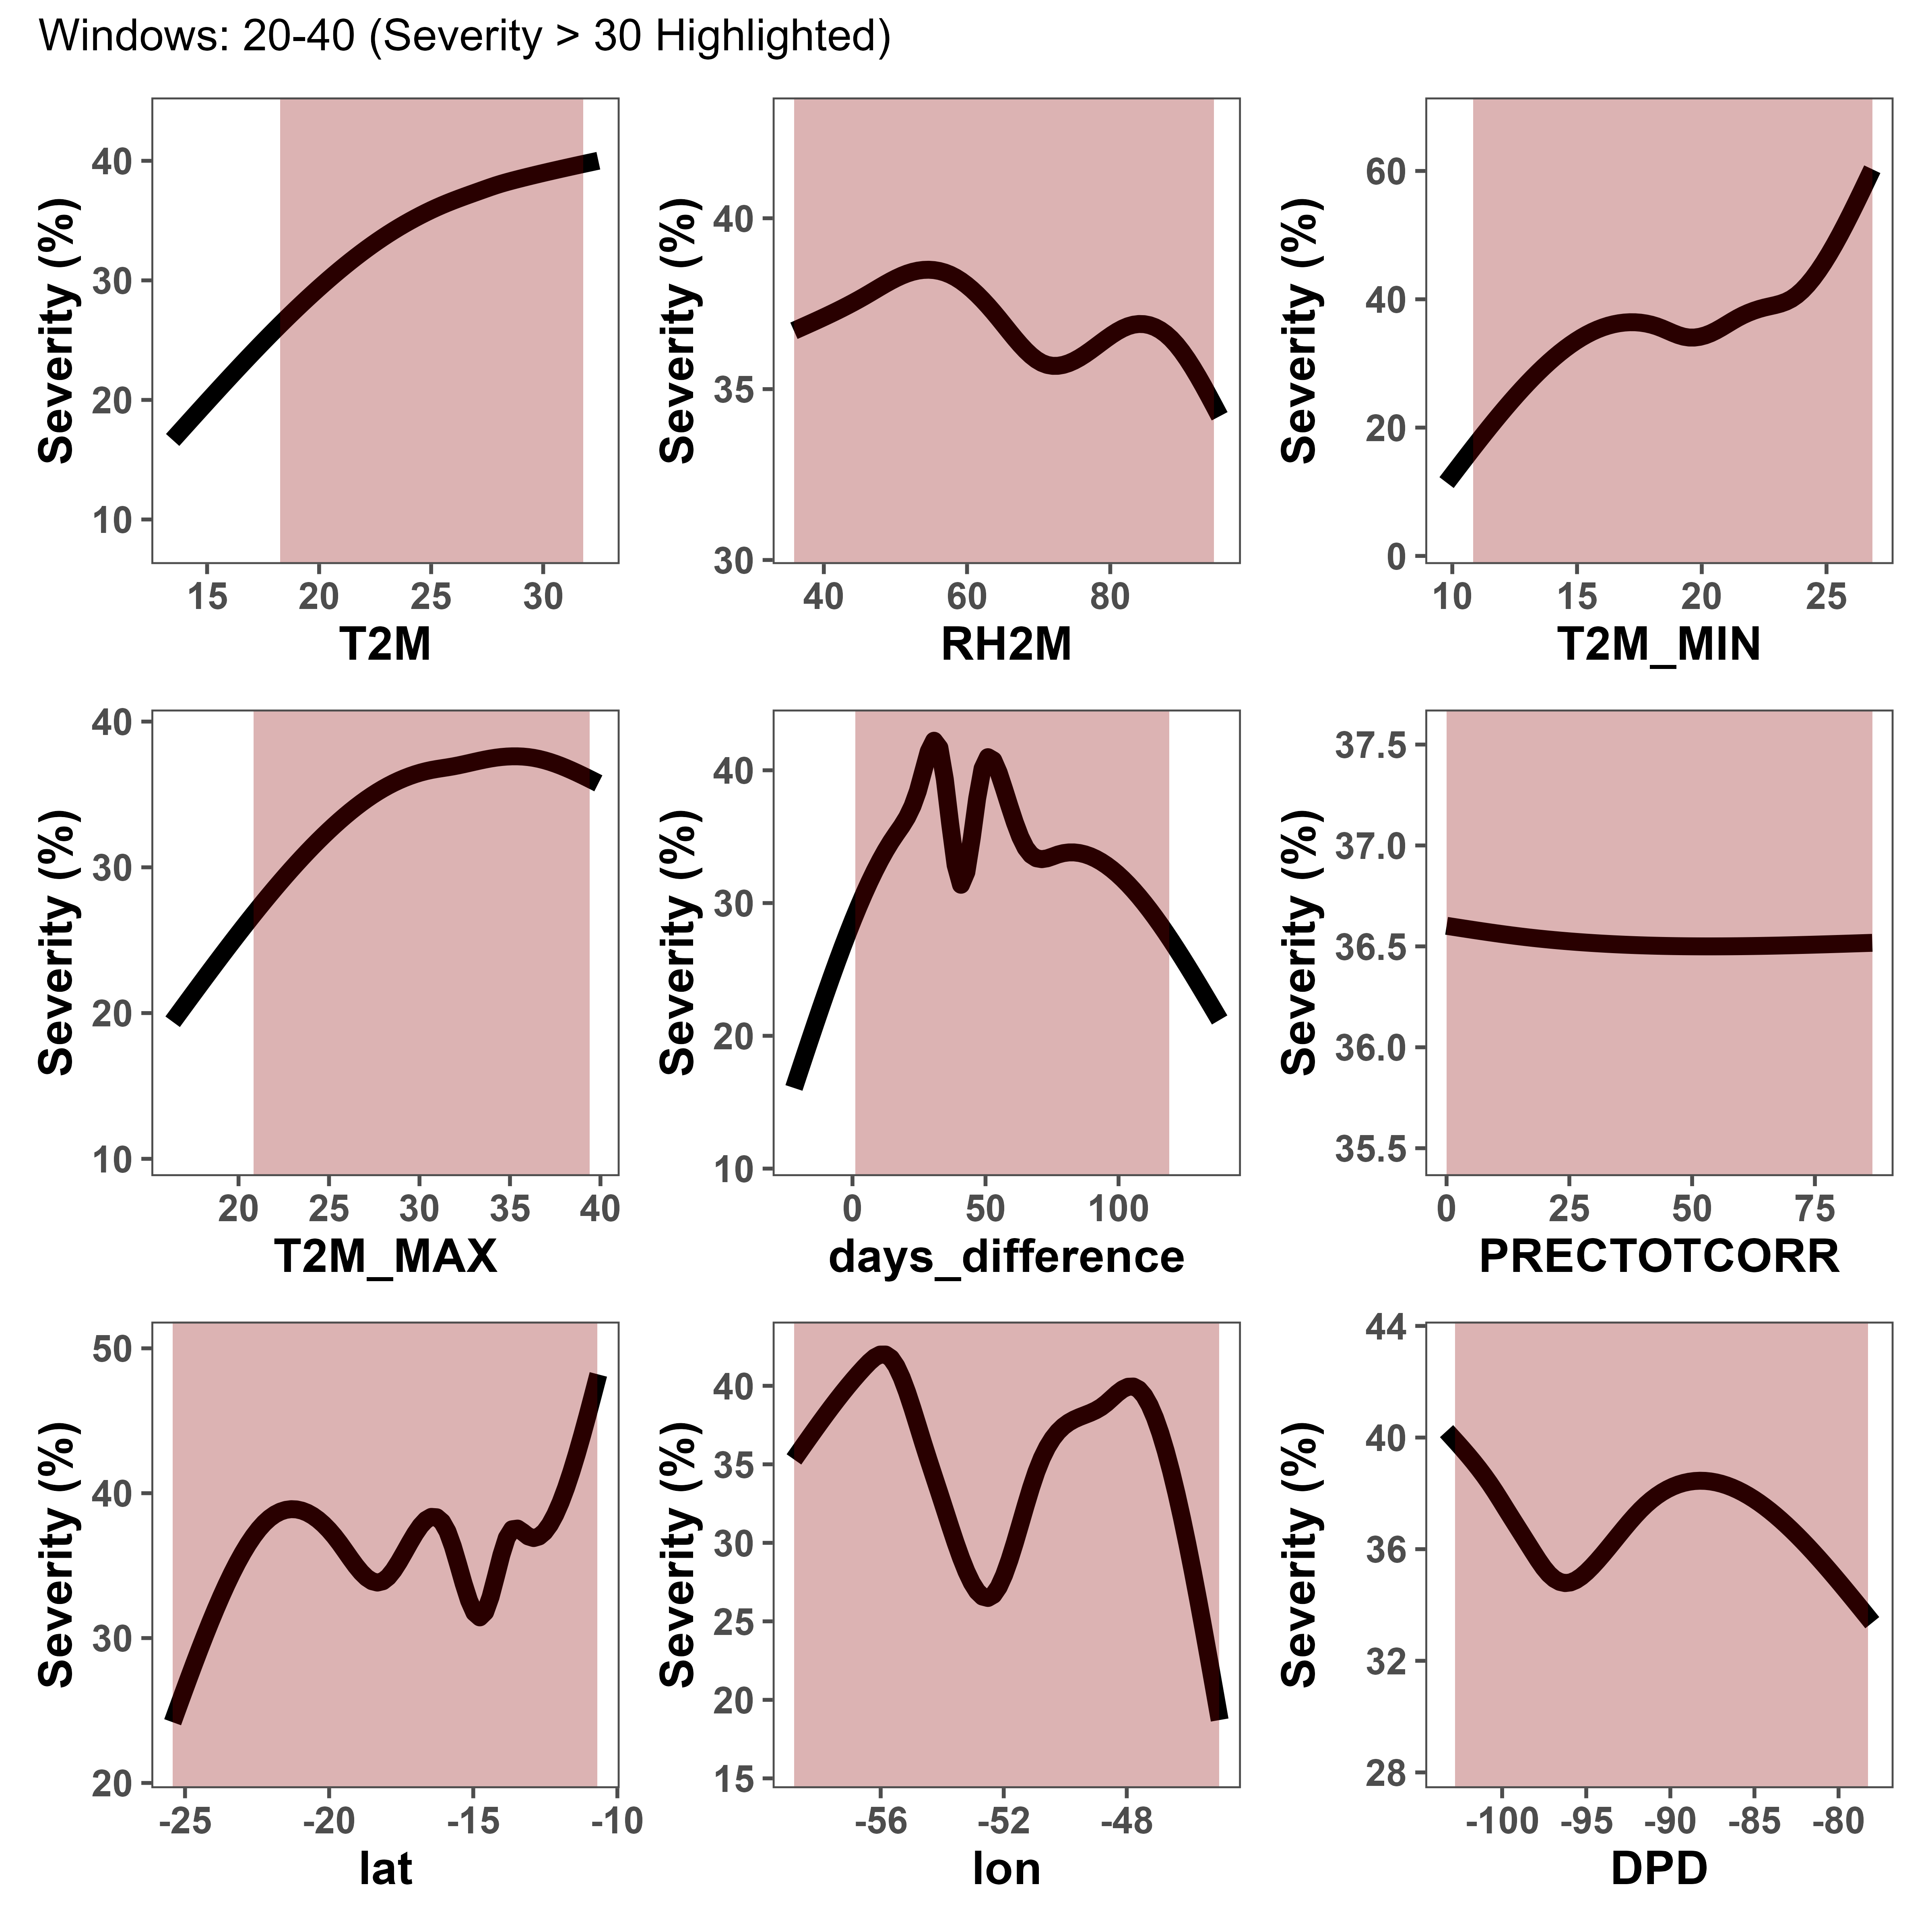 Windows: 20-40 (Severity > 30 Highlighted)
Severity (%)
40
30
20
10
15 20 25 30
T2M
Severity (%)
40
35
30
40 60 80
RH2M
Severity (%)
60
40
20
0
10 15 20 25
T2M_MIN
Severity (%)
40
30
20
10
20 25 30 35 40
T2M_MAX
Severity (%)
40
30
20
10
0 50 100
days_difference
Severity (%)
37.5
37.0
36.5
36.0
35.5
0 25 50 75
PRECTOTCORR
Severity (%)
50
40
30
20
-25 -20 -15 -10
lat
Severity (%)
40
35
30
25
20
15
-56 -52 -48
lon
Severity (%)
44
40
36
32
28
-100 -95 -90 -85 -80
DPD